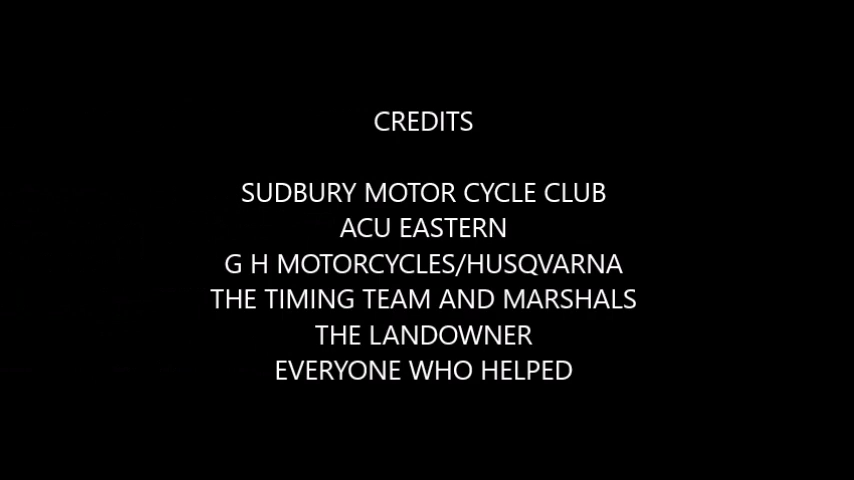 CREDITS
SUDBURY MOTOR CYCLE CLUB
ACU EASTERN
G H MOTORCYCLES/HUSQVARNA
THE TIMING TEAM AND MARSHALS
THE LANDOWNER
EVERYONE WHO HELPED